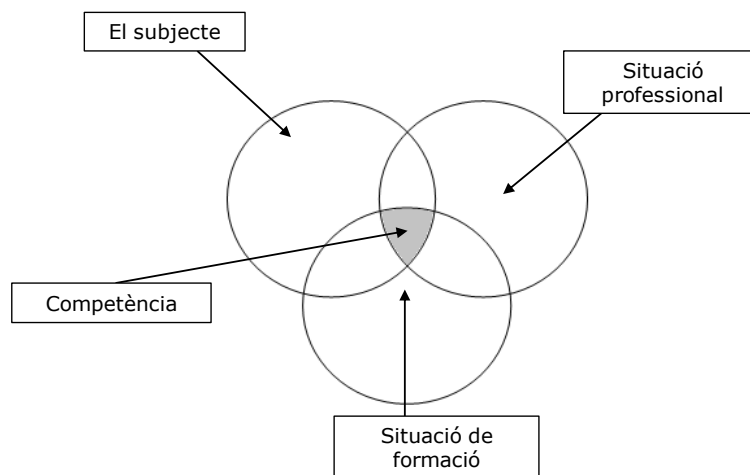 El subjecte
Situació
professional
Competència
Situació de
formació